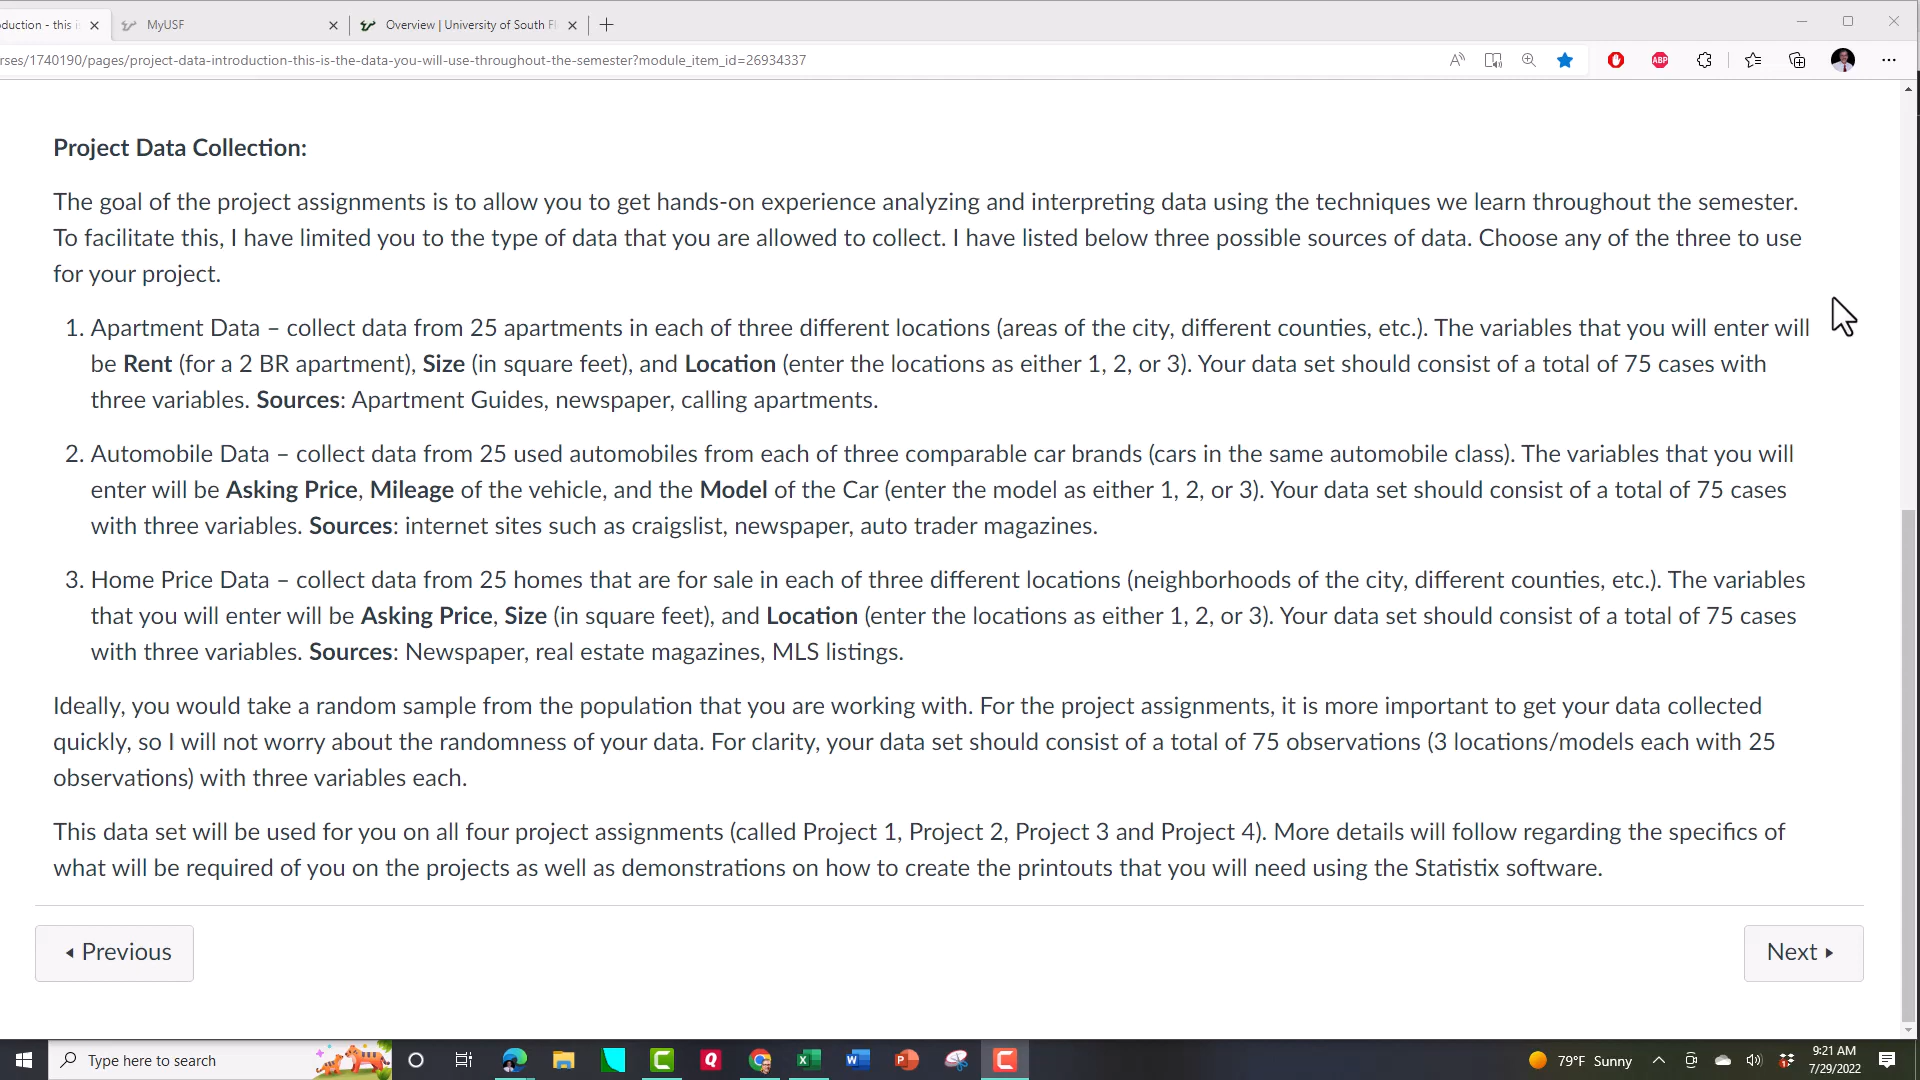 duction - this i
MyUSF
Overview | University of South Fl
rses/1740190/pages/project-data-introduction-this-is-the-data-you-will-use-throughout-the-semester?module_item_id=26934337
ABP
Project Data Collection:
The goal of the project assignments is to allow you to get hands-on experience analyzing and interpreting data using the techniques we learn throughout the semester.
To facilitate this, I have limited you to the type of data that you are allowed to collect. I have listed below three possible sources of data. Choose any of the three to use
for your project.
1. Apartment Data – collect data from 25 apartments in each of three different locations (areas of the city, different counties, etc.). The variables that you will enter will
be Rent (for a 2 BR apartment), Size (in square feet), and Location (enter the locations as either 1, 2, or 3). Your data set should consist of a total of 75 cases with
three variables. Sources: Apartment Guides, newspaper, calling apartments.
2. Automobile Data – collect data from 25 used automobiles from each of three comparable car brands (cars in the same automobile class). The variables that you will
enter will be Asking Price, Mileage of the vehicle, and the Model of the Car (enter the model as either 1, 2, or 3). Your data set should consist of a total of 75 cases
with three variables. Sources: internet sites such as craigslist, newspaper, auto trader magazines.
3. Home Price Data – collect data from 25 homes that are for sale in each of three different locations (neighborhoods of the city, different counties, etc.). The variables
that you will enter will be Asking Price, Size (in square feet), and Location (enter the locations as either 1, 2, or 3). Your data set should consist of a total of 75 cases
with three variables. Sources: Newspaper, real estate magazines, MLS listings.
Ideally, you would take a random sample from the population that you are working with. For the project assignments, it is more important to get your data collected
quickly, so I will not worry about the randomness of your data. For clarity, your data set should consist of a total of 75 observations (3 locations/models each with 25
observations) with three variables each.
This data set will be used for you on all four project assignments (called Project 1, Project 2, Project 3 and Project 4). More details will follow regarding the specifics of
what will be required of you on the projects as well as demonstrations on how to create the printouts that you will need using the Statistix software.
Previous
Next
Type here to search
79°F Sunny
9:21 AM
7/29/2022